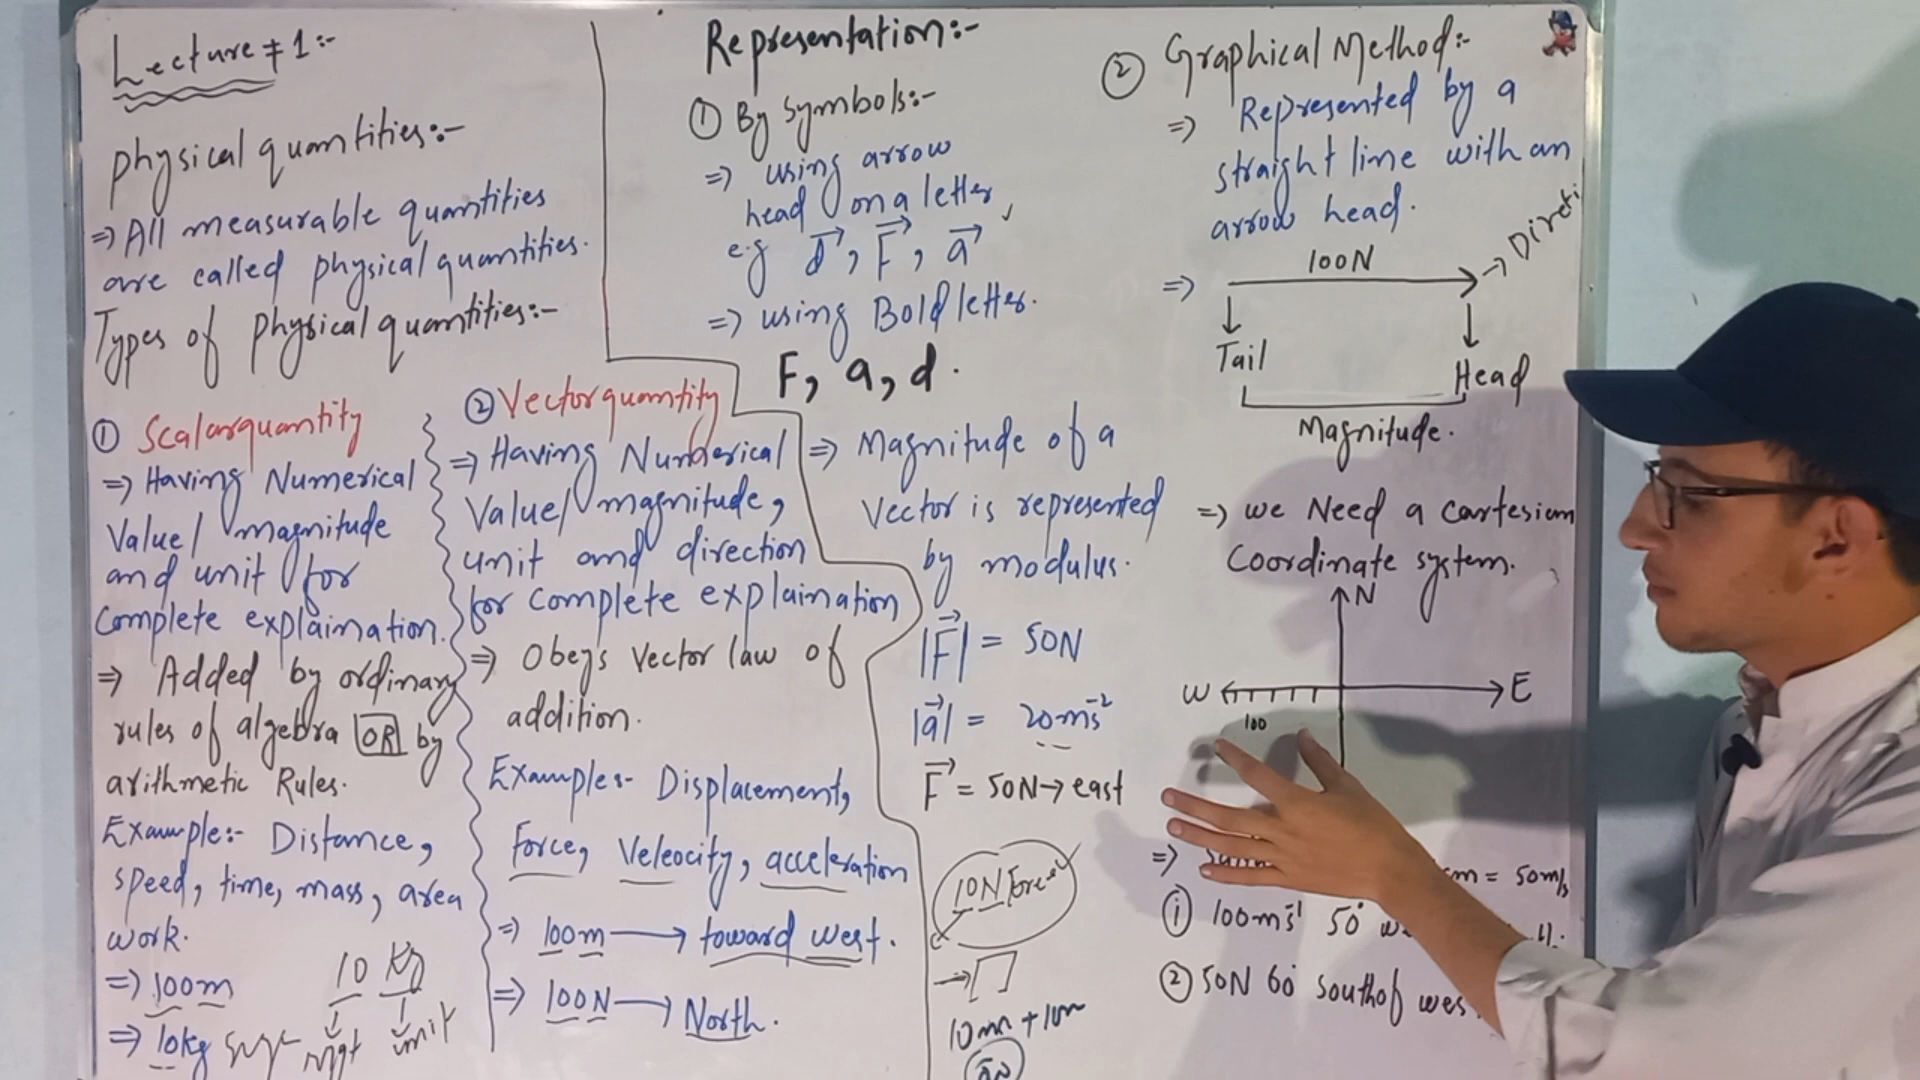 Lecture # 1:-
Physical quantities:-
=> All measurable quantities
are called physical quantities.
Types of physical quantities:-
① Scalar quantity
=> Having Numerical
Value/ magnitude
and unit for
Complete explaination.
=> Added by ordinary
rules of algebra OR by
arithmetic Rules.
Example:- Distance,
speed, time, mass, area
work.
=> 100m
=> 10kg
10 kg
unit
② Vector quantity
=> Having Numberical
Value/ magnitude,
unit and direction
for complete explaination
=> Obeys vector law of
addition.
Example:- Displacement,
force, Veleocity, acceleration
=> 100m → toward west.
=> 100N → North.
Representation:-
① By symbols:-
=> using arrow
head on a letter
e.g d⃗, F⃗, a⃗ ✓
=> using Bold letter.
F, a, d.
=> Magnitude of a
Vector is represented
by modulus.
|F⃗| = 50N
|a⃗| = 20ms⁻²
F⃗ = 50N → east
10N Force
② Graphical Method:-
=> Represented by a
straight line with an
arrow head.
=> 100N → Directi
Tail
Head
Magnitude.
=> we Need a cartesian
Coordinate system.
N
W E
100
=> cm = 50m/s
① 100ms⁻¹ 50°
② 50N 60° south of wes